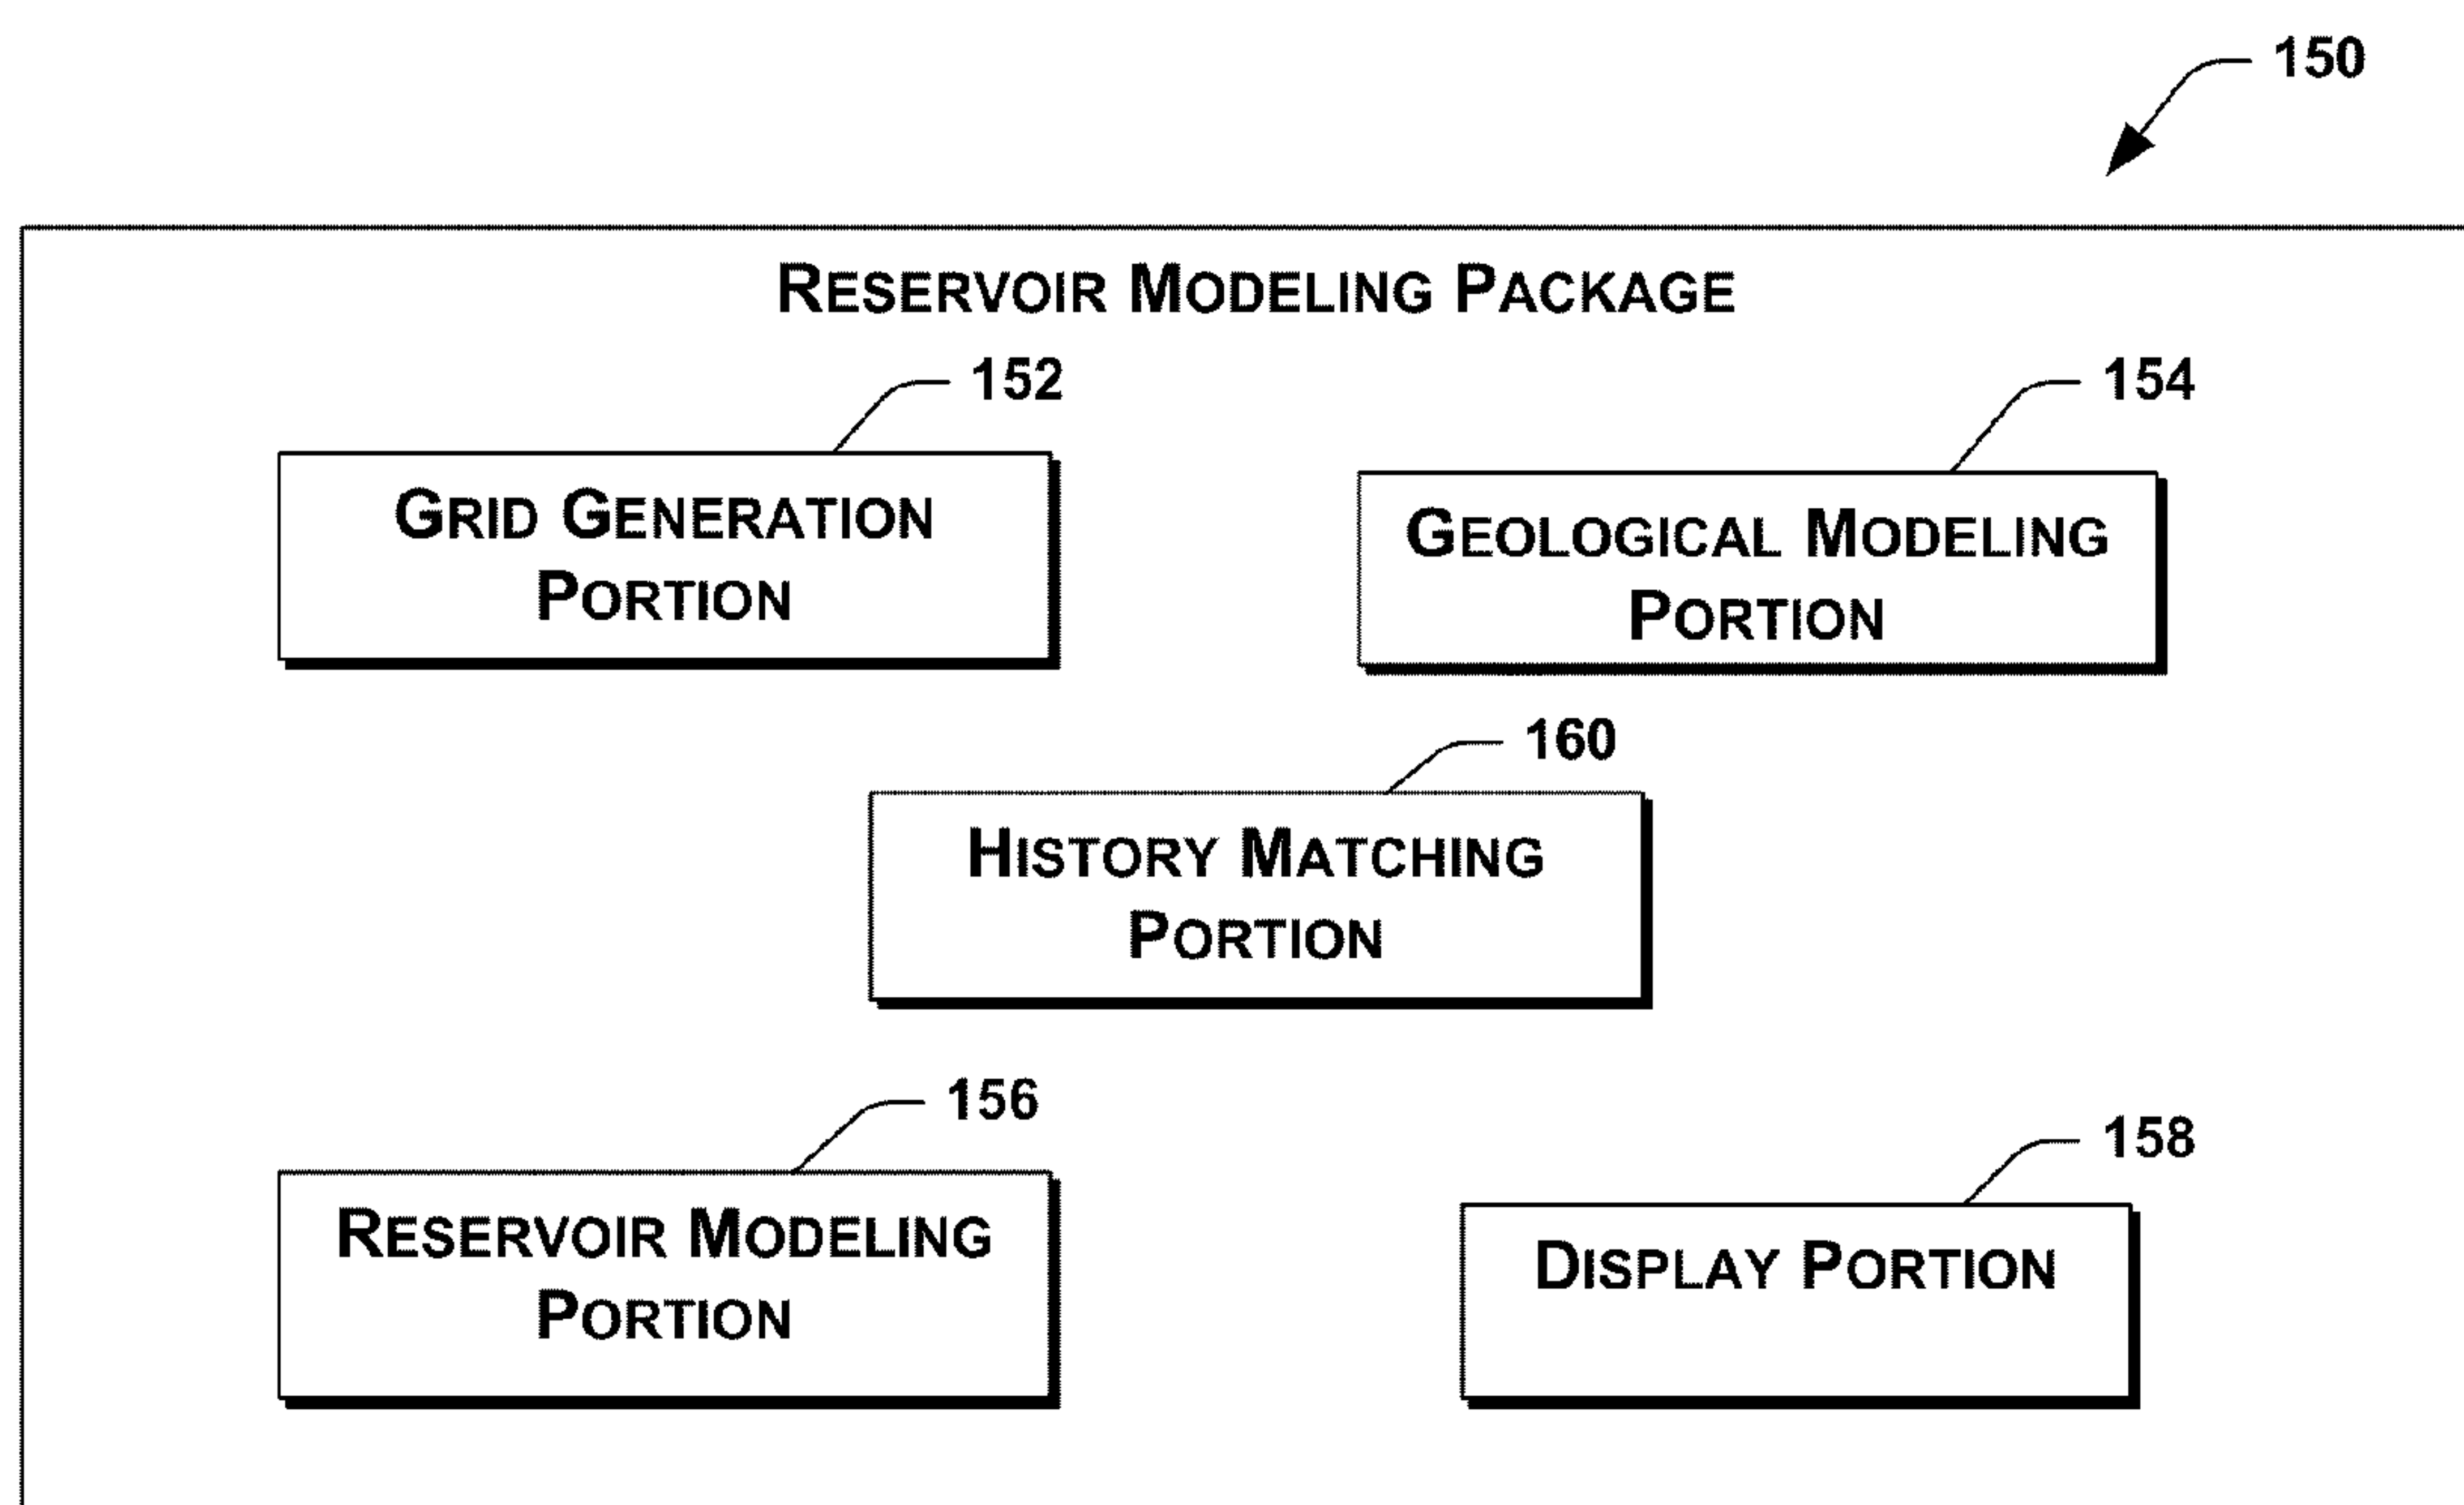 150
RESERVOIR MODELING PACKAGE
152
154
GRID GENERATION
PORTION
GEOLOGICAL MODELING
PORTION
160
HISTORY MATCHING
PORTION
156
158
RESERVOIR MODELING
PORTION
DISPLAY PORTION